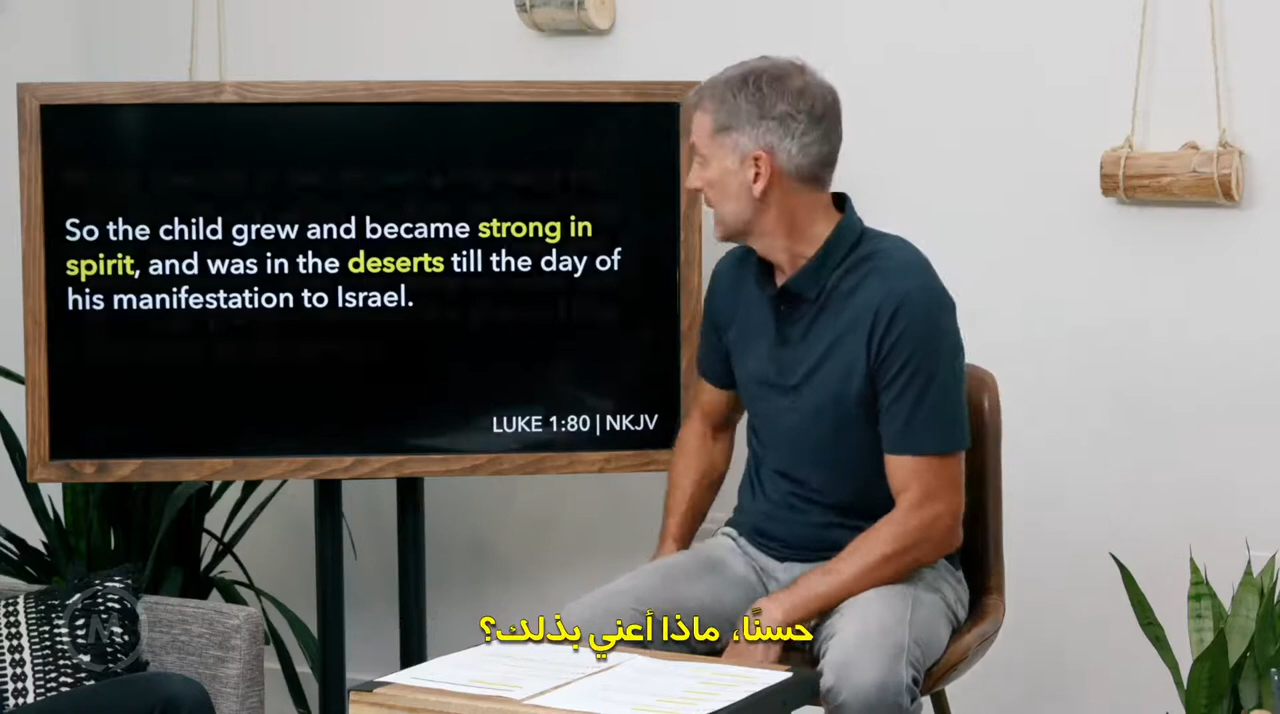 So the child grew and became strong in
spirit, and was in the deserts till the day of
his manifestation to Israel.
LUKE 1:80 | NKJV
حسنًا، ماذا أعني بذلك؟
M